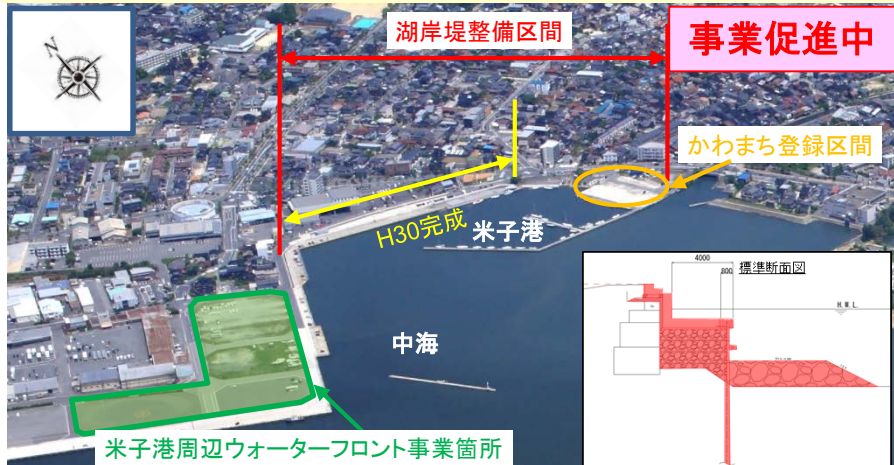 湖岸堤整備区間
事業促進中
N
かわまち登録区間
H30完成
米子港
中海
米子港周辺ウォーターフロント事業箇所
4000
800
標準断面図
H.W.L.